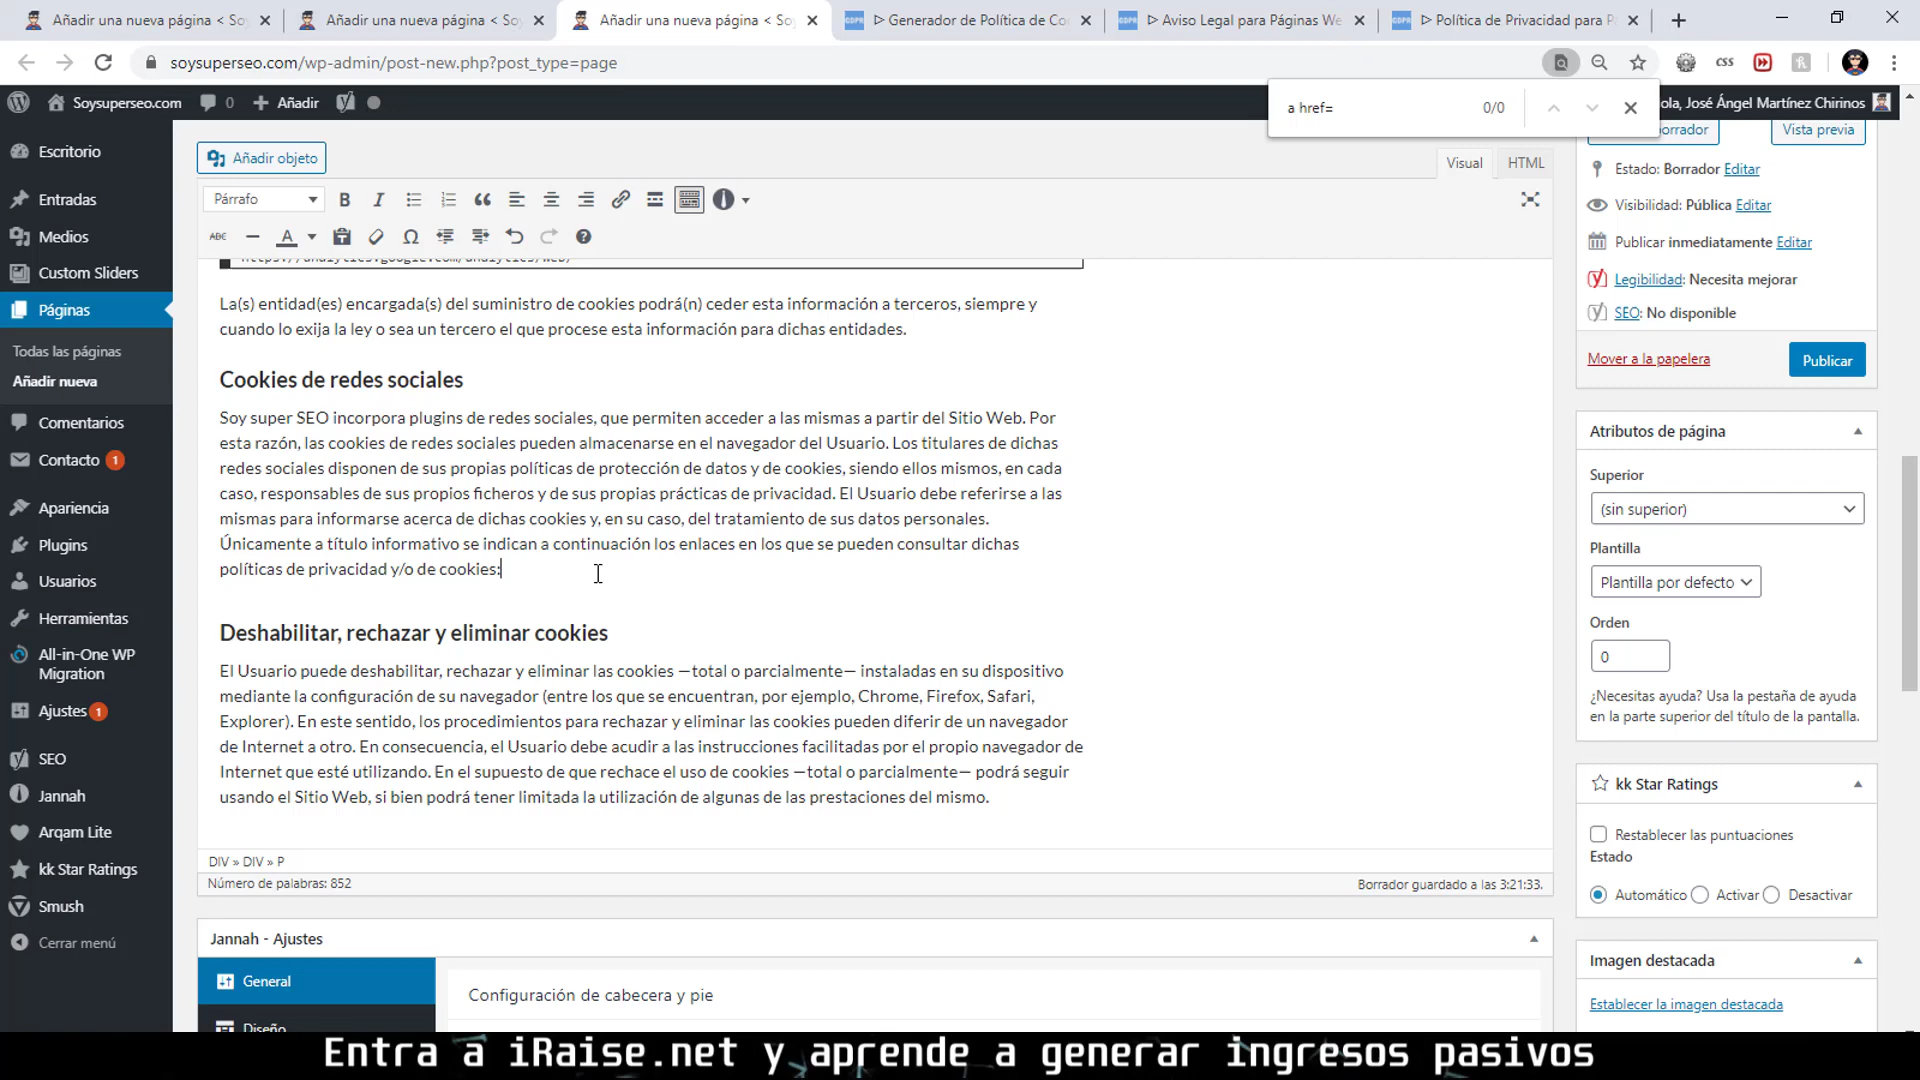 Añadir una nueva página < Soy
Añadir una nueva página < Soy
Añadir una nueva página < Soy
GDPR ᐅ Generador de Política de Coo
GDPR ᐅ Aviso Legal para Páginas We
GDPR ᐅ Política de Privacidad para P
soysuperseo.com/wp-admin/post-new.php?post_type=page
CSS
a href=
0/0
Soysuperseo.com
0
Añadir
ola, José Ángel Martínez Chirinos
Escritorio
Entradas
Medios
Custom Sliders
Páginas
Todas las páginas
Añadir nueva
Comentarios
Contacto 1
Apariencia
Plugins
Usuarios
Herramientas
All-in-One WP
Migration
Ajustes 1
SEO
Jannah
Arqam Lite
kk Star Ratings
Smush
Cerrar menú
Añadir objeto
Visual
HTML
Párrafo
B
I
ABC
A
Ω
https://analytics.google.com/analytics/web/
La(s) entidad(es) encargada(s) del suministro de cookies podrá(n) ceder esta información a terceros, siempre y
cuando lo exija la ley o sea un tercero el que procese esta información para dichas entidades.
Cookies de redes sociales
Soy super SEO incorpora plugins de redes sociales, que permiten acceder a las mismas a partir del Sitio Web. Por
esta razón, las cookies de redes sociales pueden almacenarse en el navegador del Usuario. Los titulares de dichas
redes sociales disponen de sus propias políticas de protección de datos y de cookies, siendo ellos mismos, en cada
caso, responsables de sus propios ficheros y de sus propias prácticas de privacidad. El Usuario debe referirse a las
mismas para informarse acerca de dichas cookies y, en su caso, del tratamiento de sus datos personales.
Únicamente a título informativo se indican a continuación los enlaces en los que se pueden consultar dichas
políticas de privacidad y/o de cookies:
Deshabilitar, rechazar y eliminar cookies
El Usuario puede deshabilitar, rechazar y eliminar las cookies —total o parcialmente— instaladas en su dispositivo
mediante la configuración de su navegador (entre los que se encuentran, por ejemplo, Chrome, Firefox, Safari,
Explorer). En este sentido, los procedimientos para rechazar y eliminar las cookies pueden diferir de un navegador
de Internet a otro. En consecuencia, el Usuario debe acudir a las instrucciones facilitadas por el propio navegador de
Internet que esté utilizando. En el supuesto de que rechace el uso de cookies —total o parcialmente— podrá seguir
usando el Sitio Web, si bien podrá tener limitada la utilización de algunas de las prestaciones del mismo.
DIV » DIV » P
Número de palabras: 852
Borrador guardado a las 3:21:33.
Jannah - Ajustes
General
Diseño
Configuración de cabecera y pie
orrador
Vista previa
Estado: Borrador Editar
Visibilidad: Pública Editar
Publicar inmediatamente Editar
Legibilidad: Necesita mejorar
SEO: No disponible
Mover a la papelera
Publicar
Atributos de página
Superior
(sin superior)
Plantilla
Plantilla por defecto
Orden
0
¿Necesitas ayuda? Usa la pestaña de ayuda
en la parte superior del título de la pantalla.
kk Star Ratings
Restablecer las puntuaciones
Estado
Automático
Activar
Desactivar
Imagen destacada
Establecer la imagen destacada
Entra a iRaise.net y aprende a generar ingresos pasivos